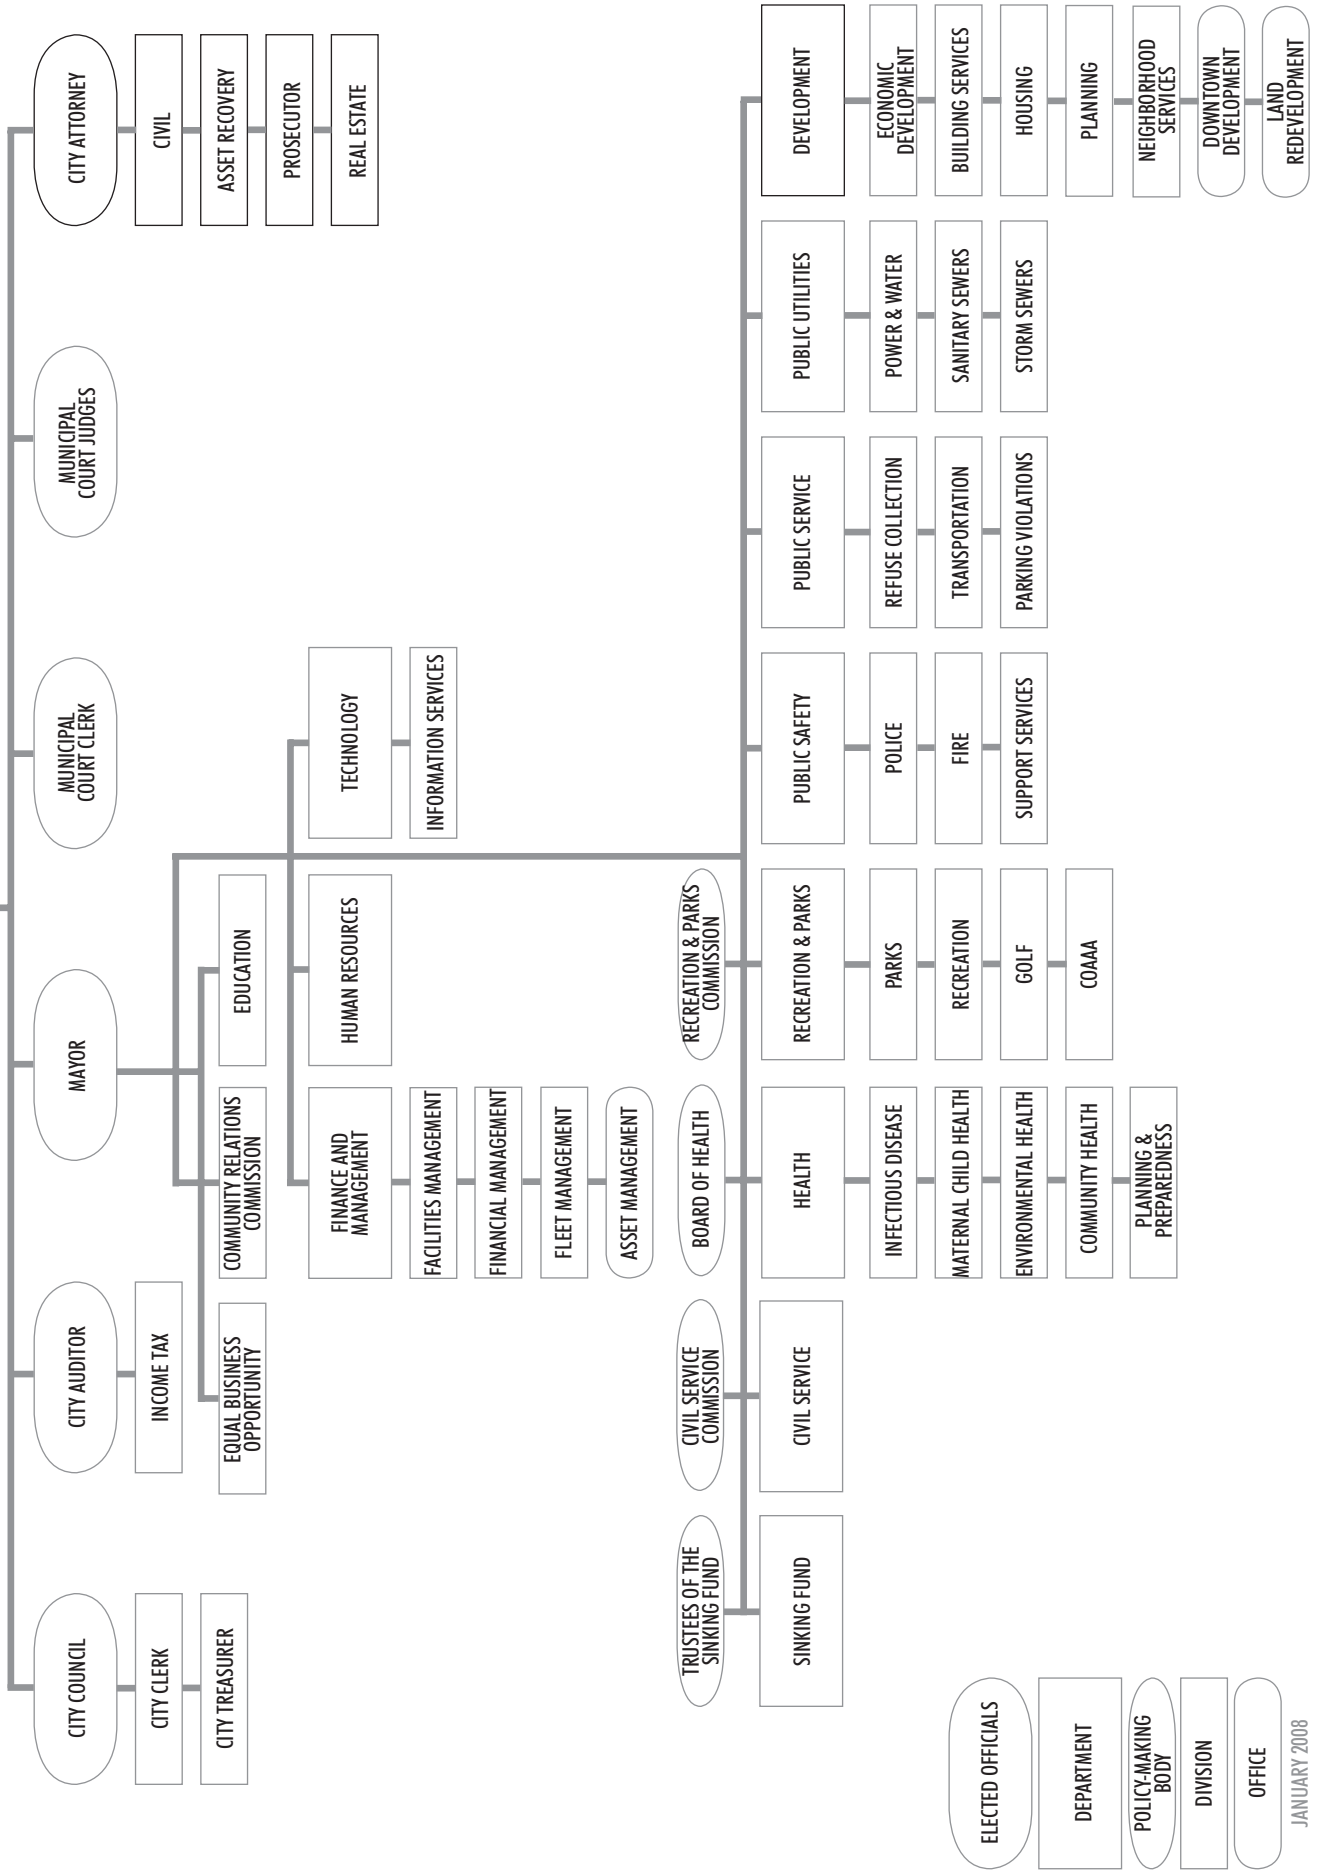 CITY COUNCIL
CITY CLERK
CITY TREASURER
CITY AUDITOR
INCOME TAX
MAYOR
EQUAL BUSINESS
OPPORTUNITY
COMMUNITY RELATIONS
COMMISSION
EDUCATION
FINANCE AND
MANAGEMENT
FACILITIES MANAGEMENT
FINANCIAL MANAGEMENT
FLEET MANAGEMENT
ASSET MANAGEMENT
HUMAN RESOURCES
TECHNOLOGY
INFORMATION SERVICES
MUNICIPAL
COURT CLERK
MUNICIPAL
COURT JUDGES
CITY ATTORNEY
CIVIL
ASSET RECOVERY
PROSECUTOR
REAL ESTATE
TRUSTEES OF THE
SINKING FUND
SINKING FUND
CIVIL SERVICE
COMMISSION
CIVIL SERVICE
BOARD OF HEALTH
HEALTH
INFECTIOUS DISEASE
MATERNAL CHILD HEALTH
ENVIRONMENTAL HEALTH
COMMUNITY HEALTH
PLANNING &
PREPAREDNESS
RECREATION & PARKS
COMMISSION
RECREATION & PARKS
PARKS
RECREATION
GOLF
COAAA
PUBLIC SAFETY
POLICE
FIRE
SUPPORT SERVICES
PUBLIC SERVICE
REFUSE COLLECTION
TRANSPORTATION
PARKING VIOLATIONS
PUBLIC UTILITIES
POWER & WATER
SANITARY SEWERS
STORM SEWERS
DEVELOPMENT
ECONOMIC
DEVELOPMENT
BUILDING SERVICES
HOUSING
PLANNING
NEIGHBORHOOD
SERVICES
DOWNTOWN
DEVELOPMENT
LAND
REDEVELOPMENT
ELECTED OFFICIALS
DEPARTMENT
POLICY-MAKING
BODY
DIVISION
OFFICE
JANUARY 2008